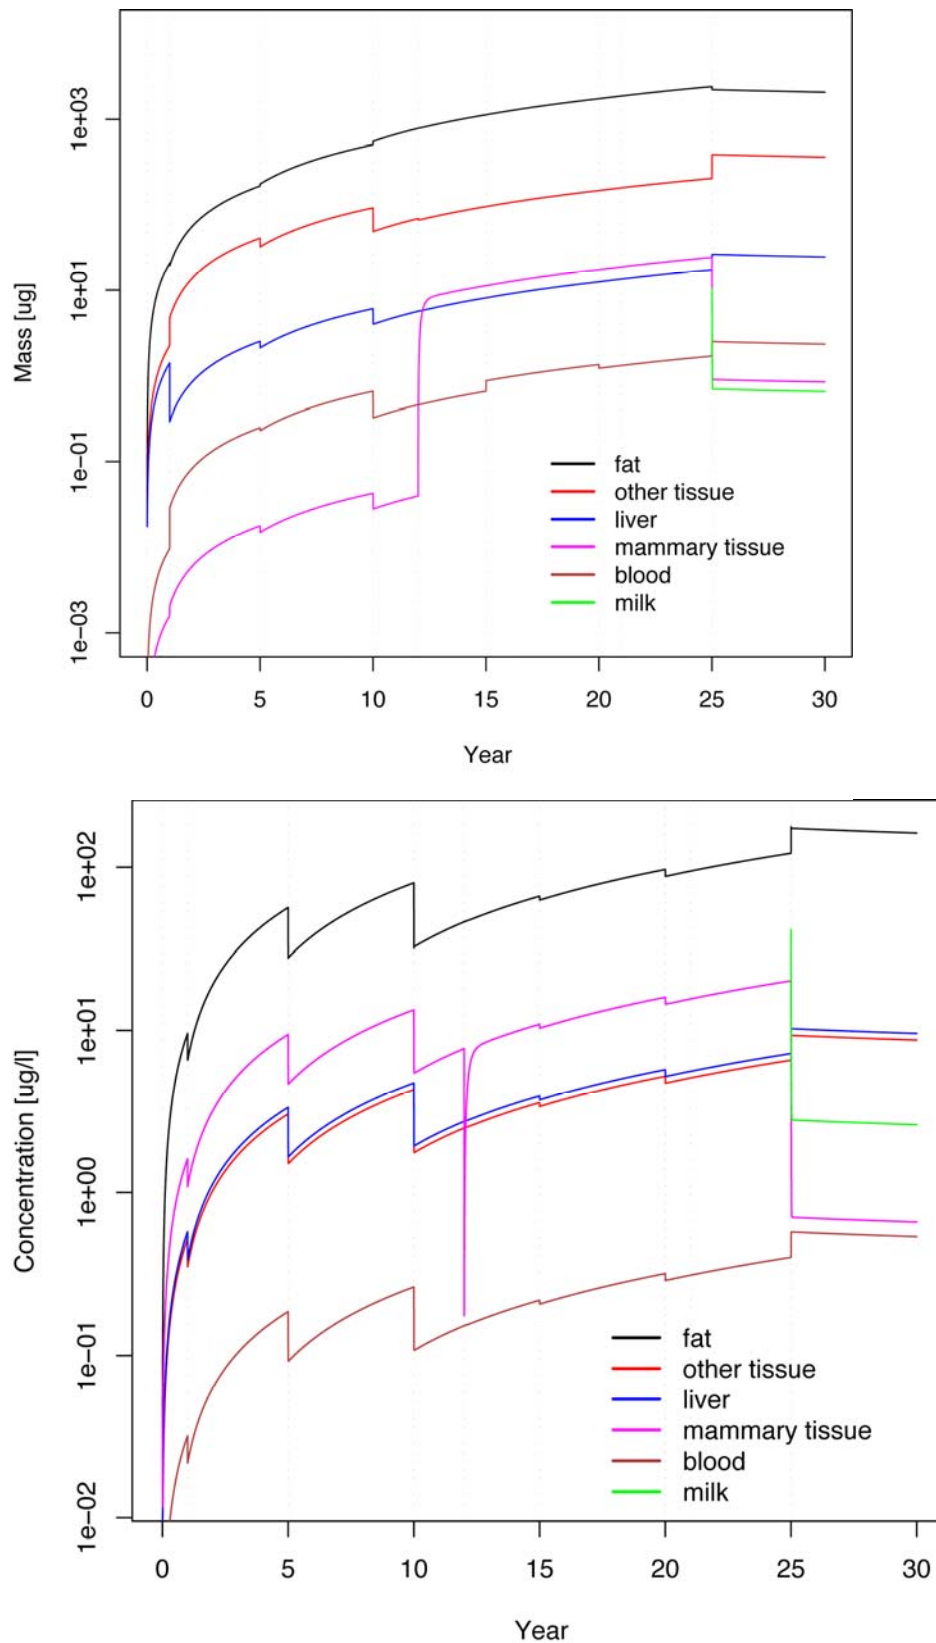 Mass [ug]
1e+03
1e+01
1e-01
1e-03
fat
other tissue
liver
mammary tissue
blood
milk
0 5 10 15 20 25 30
Year
Concentration [ug/l]
1e+02
1e+01
1e+00
1e-01
1e-02
fat
other tissue
liver
mammary tissue
blood
milk
0 5 10 15 20 25 30
Year